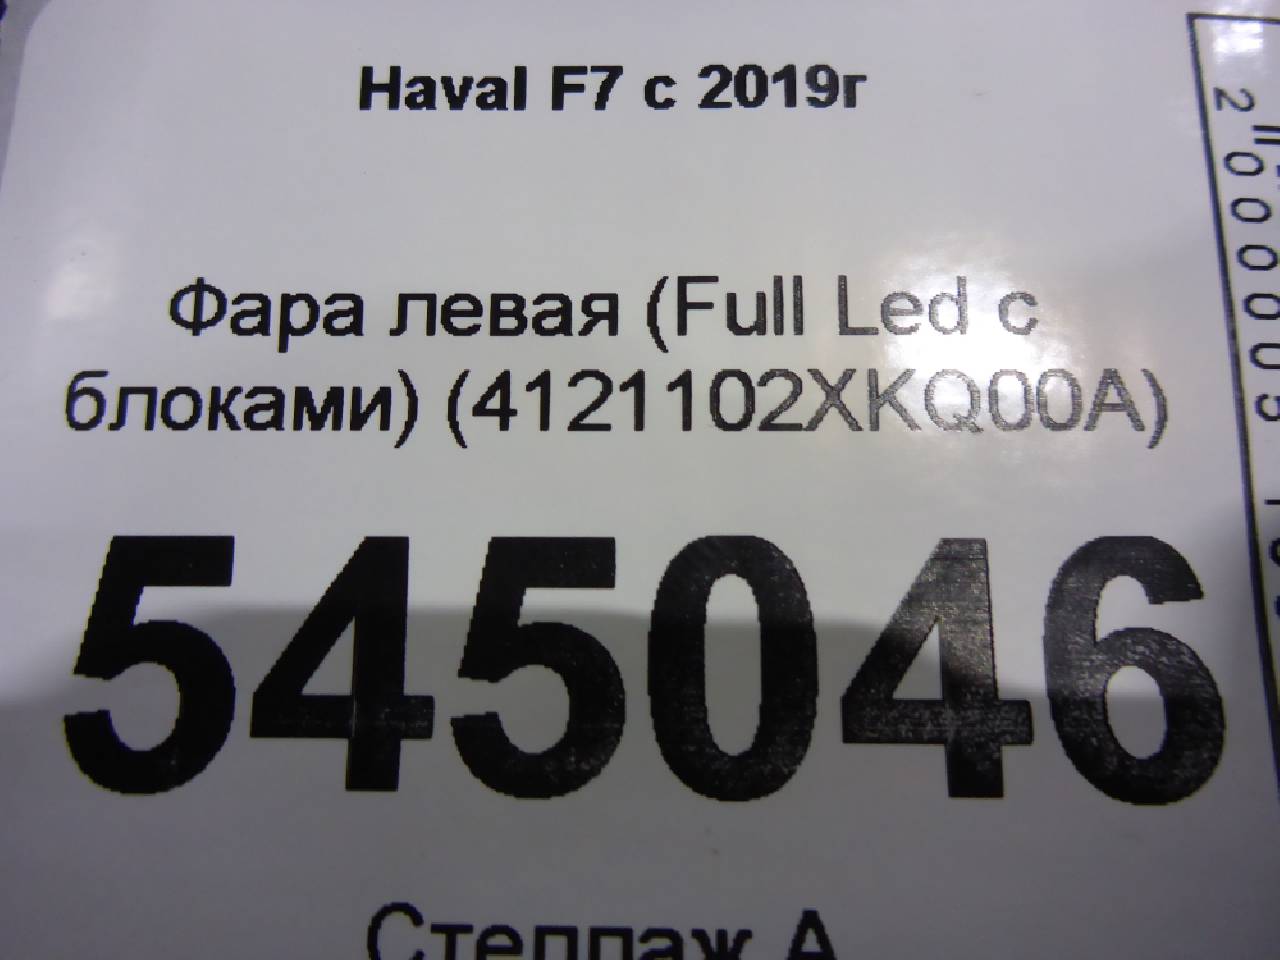 Haval F7 с 2019г
Фара левая (Full Led с
блоками) (4121102XKQ00A)
545046
Стеллаж А